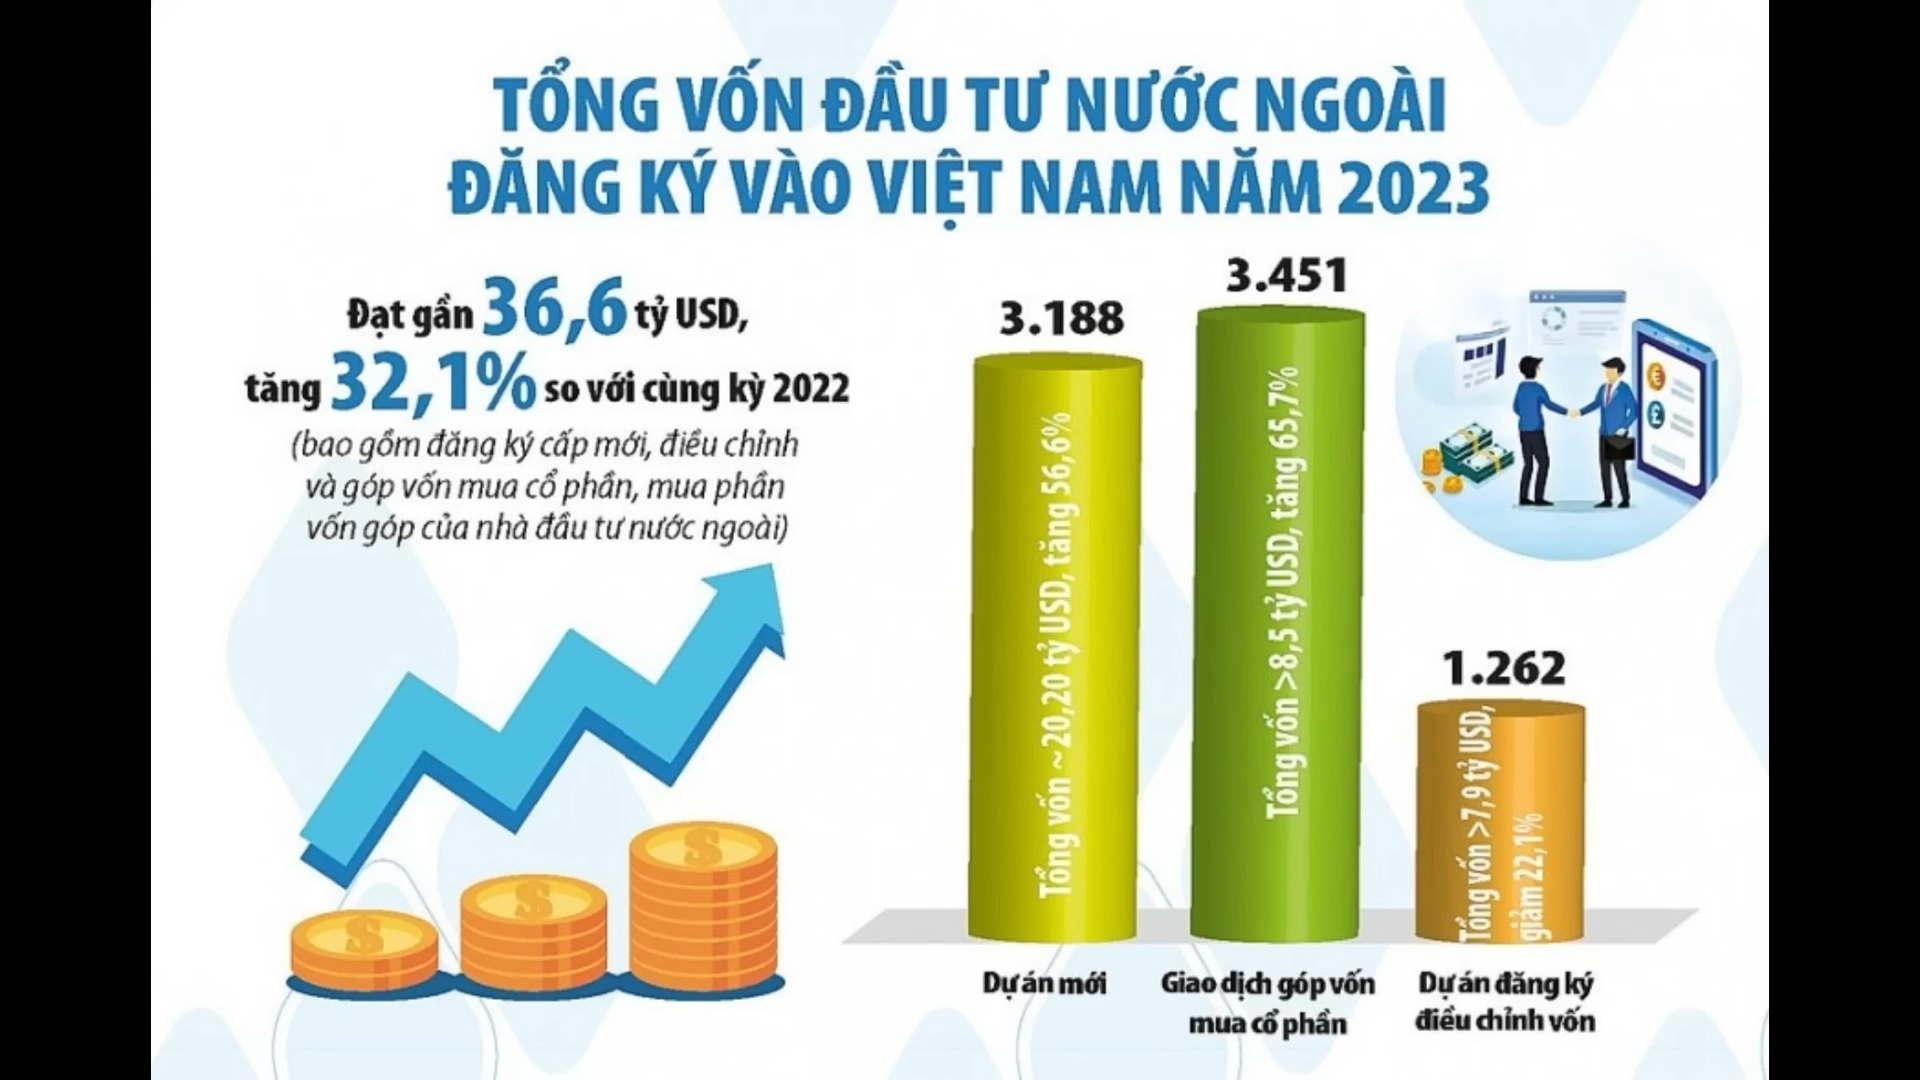 TỔNG VỐN ĐẦU TƯ NƯỚC NGOÀI
ĐĂNG KÝ VÀO VIỆT NAM NĂM 2023
Đạt gần 36,6 tỷ USD,
tăng 32,1% so với cùng kỳ 2022
(bao gồm đăng ký cấp mới, điều chỉnh
và góp vốn mua cổ phần, mua phần
vốn góp của nhà đầu tư nước ngoài)
3.188
Tổng vốn ~20,20 tỷ USD, tăng 56,6%
Dự án mới
3.451
Tổng vốn >8,5 tỷ USD, tăng 65,7%
Giao dịch góp vốn
mua cổ phần
1.262
Tổng vốn >7,9 tỷ USD,
giảm 22,1%
Dự án đăng ký
điều chỉnh vốn